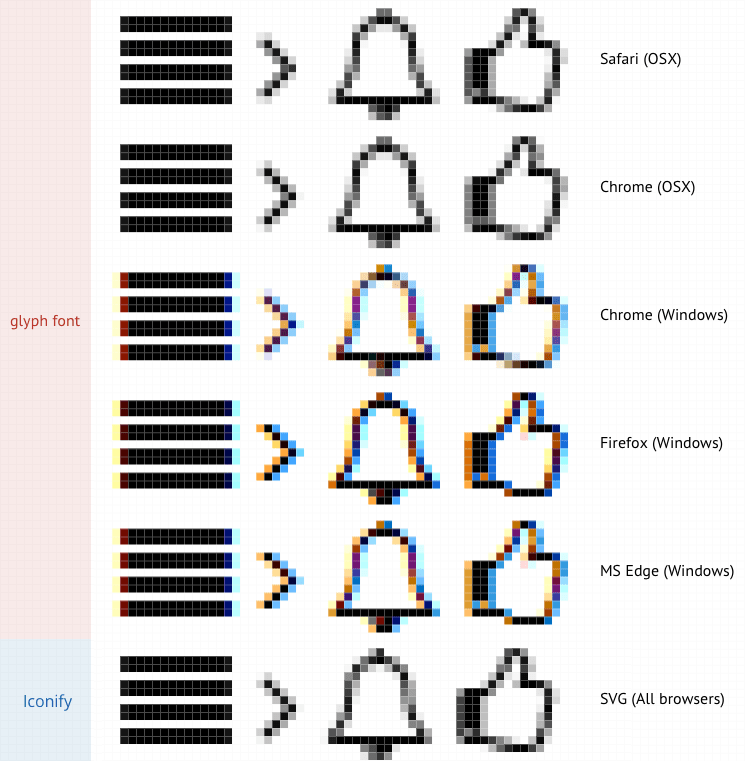 Safari (OSX)
Chrome (OSX)
glyph font
Chrome (Windows)
Firefox (Windows)
MS Edge (Windows)
Iconify
SVG (All browsers)